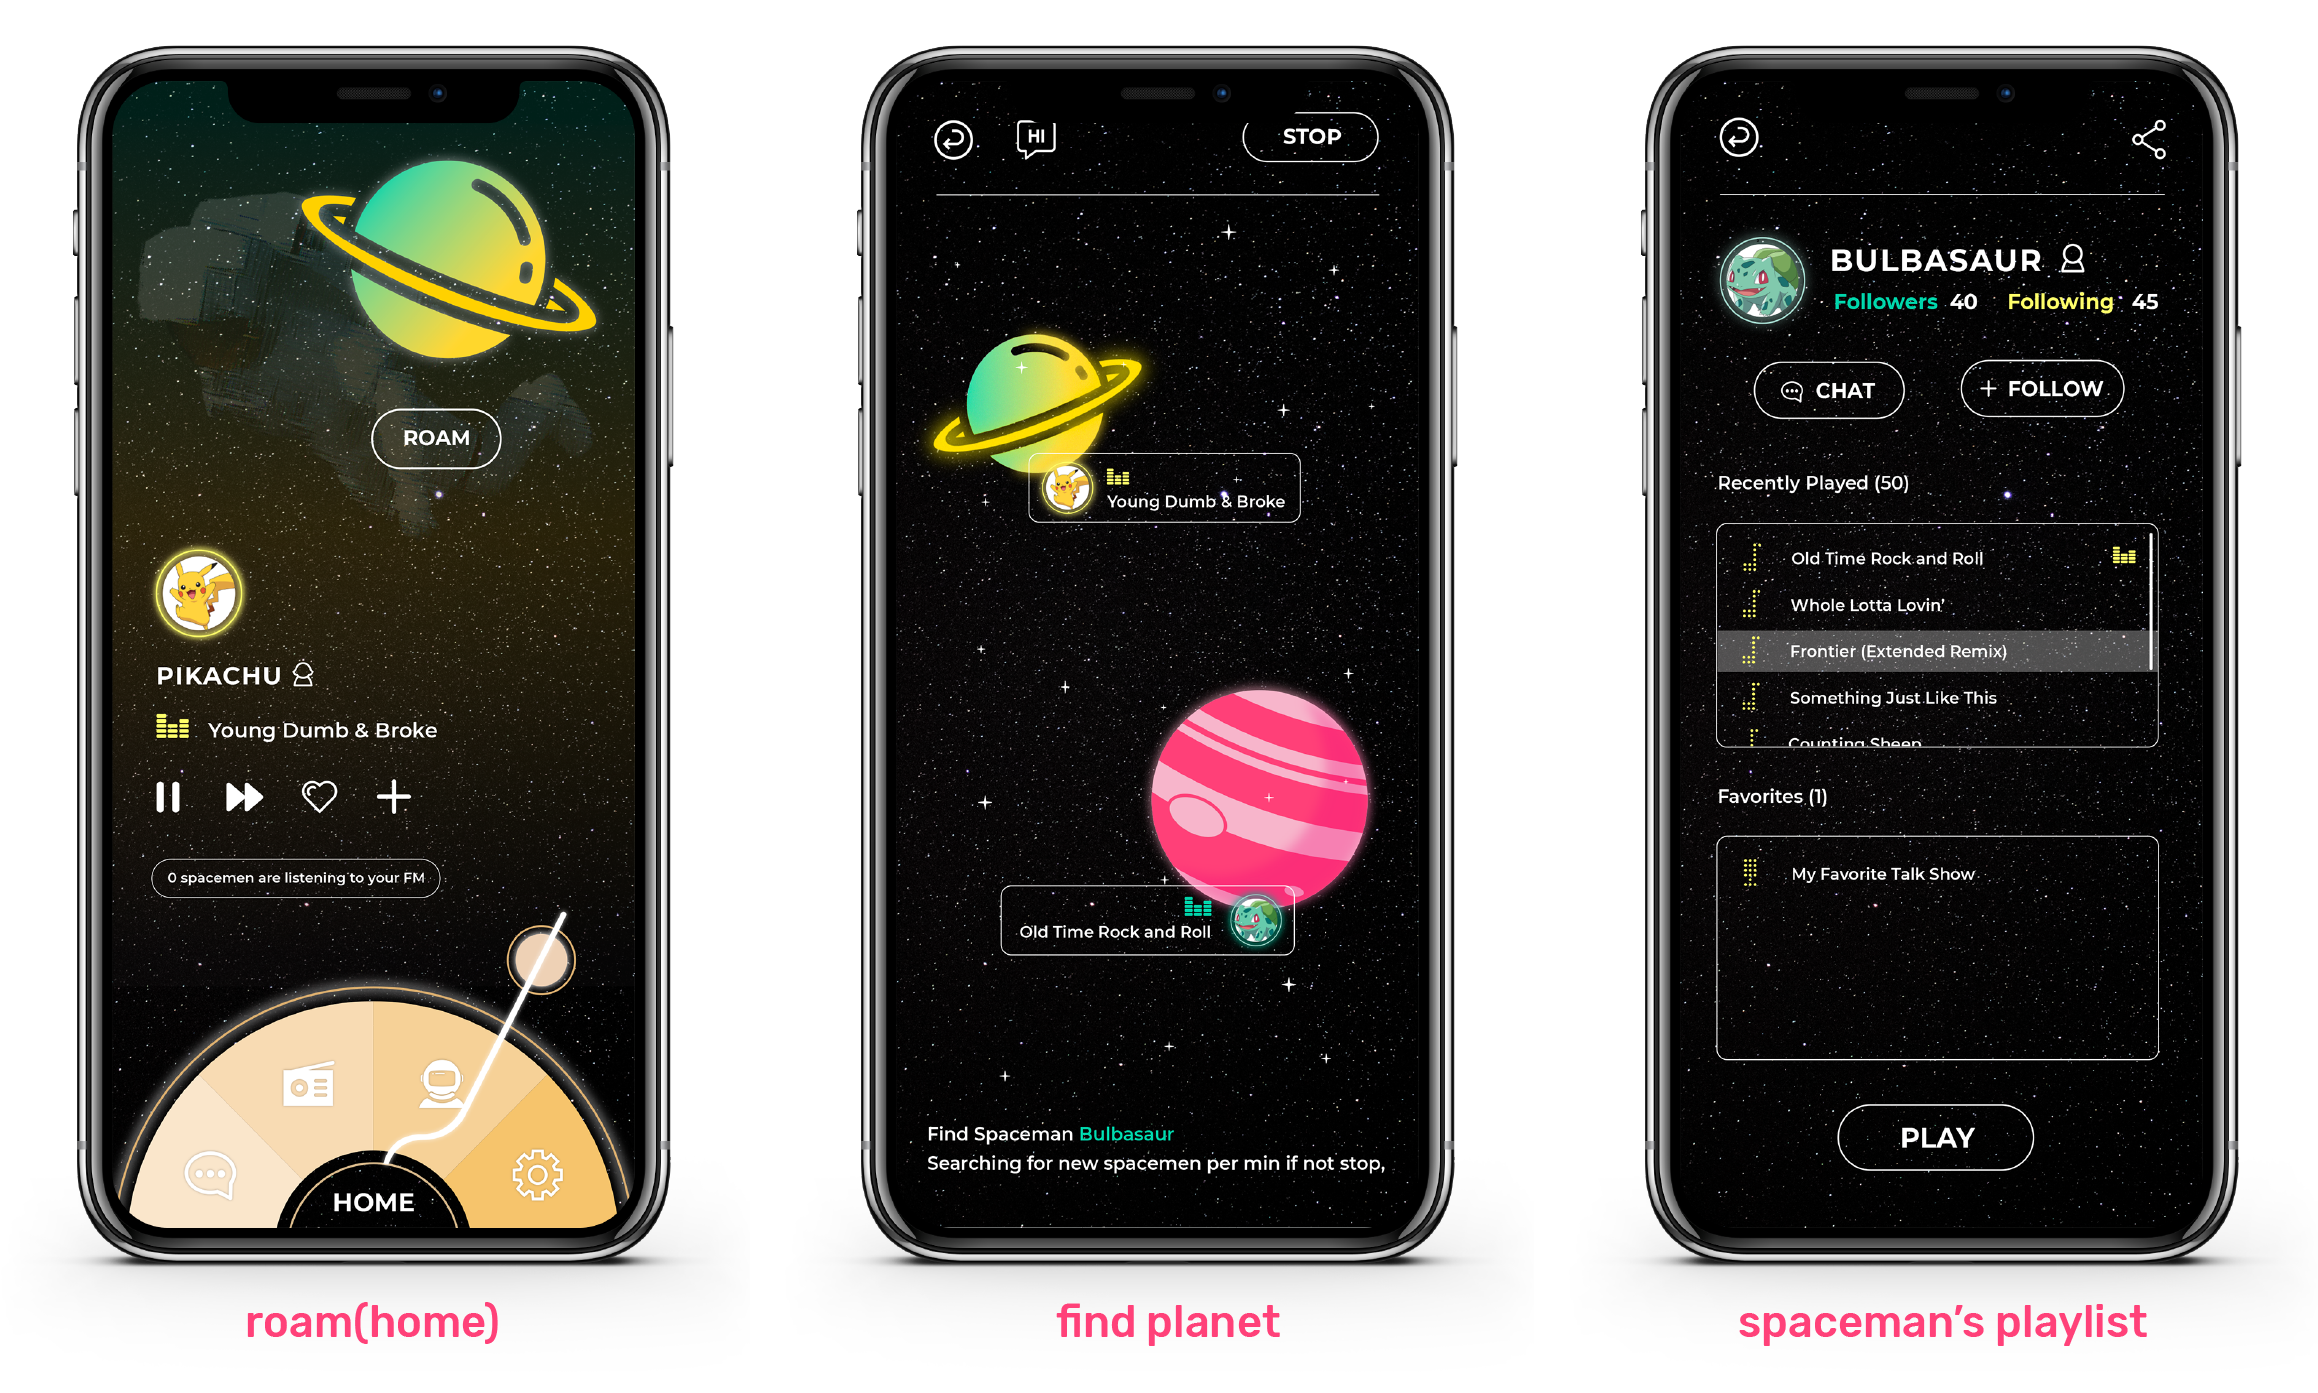 ROAM
PIKACHU
Young Dumb & Broke
0 spacemen are listening to your FM
HOME
roam(home)
HI
STOP
Young Dumb & Broke
Old Time Rock and Roll
Find Spaceman Bulbasaur
Searching for new spacemen per min if not stop,
find planet
BULBASAUR
Followers 40 Following 45
CHAT
+ FOLLOW
Recently Played (50)
Old Time Rock and Roll
Whole Lotta Lovin'
Frontier (Extended Remix)
Something Just Like This
Counting Sheep
Favorites (1)
My Favorite Talk Show
PLAY
spaceman's playlist